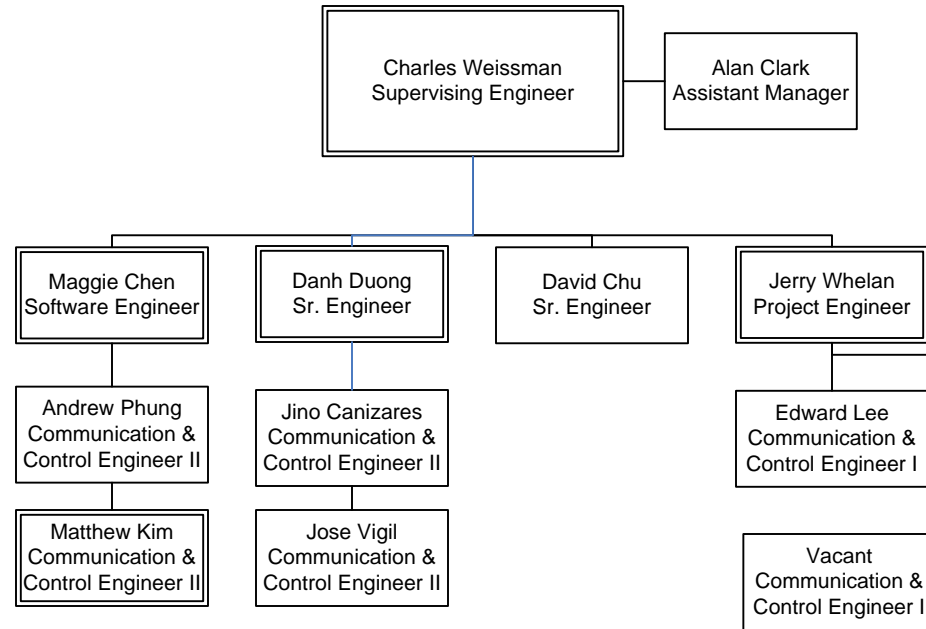 Charles Weissman
Supervising Engineer
Alan Clark
Assistant Manager
Maggie Chen
Software Engineer
Danh Duong
Sr. Engineer
David Chu
Sr. Engineer
Jerry Whelan
Project Engineer
Andrew Phung
Communication &
Control Engineer II
Jino Canizares
Communication &
Control Engineer II
Edward Lee
Communication &
Control Engineer I
Matthew Kim
Communication &
Control Engineer II
Jose Vigil
Communication &
Control Engineer II
Vacant
Communication &
Control Engineer I